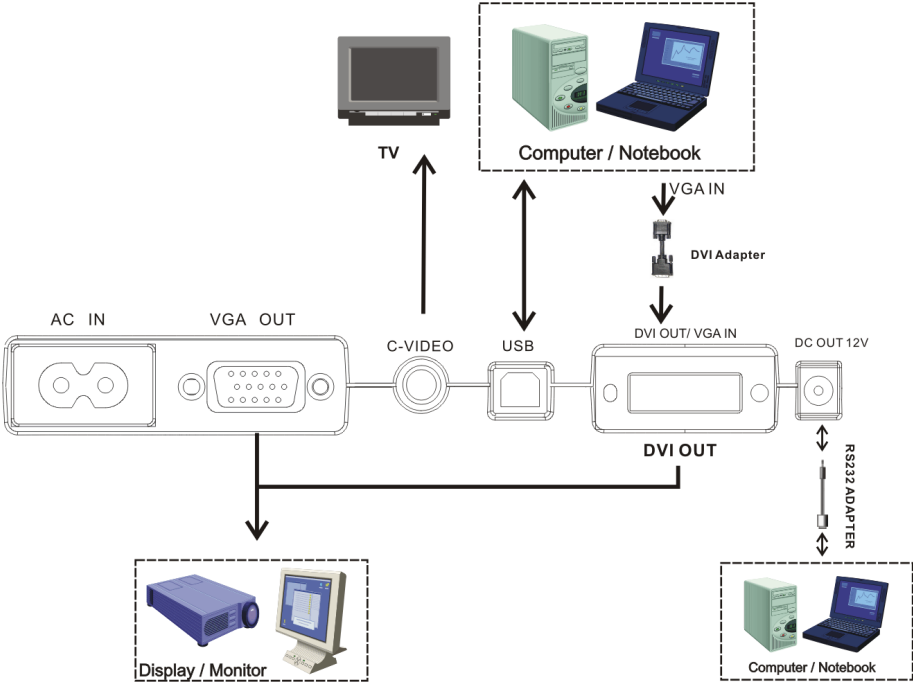 TV
Computer / Notebook
VGA IN
DVI Adapter
AC IN
VGA OUT
C-VIDEO
USB
DVI OUT/ VGA IN
DC OUT 12V
DVI OUT
RS232 ADAPTER
Display / Monitor
Computer / Notebook